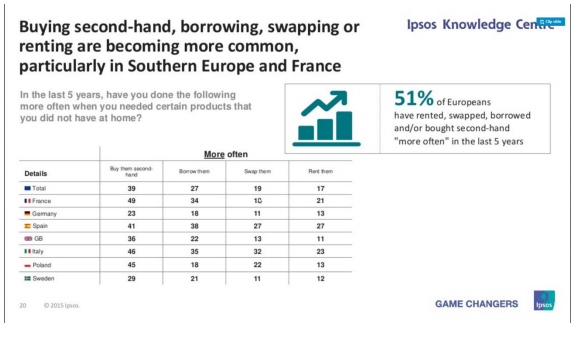 Buying second-hand, borrowing, swapping or
renting are becoming more common,
particularly in Southern Europe and France
Ipsos Knowledge Centre
Clip slide
In the last 5 years, have you done the following
more often when you needed certain products that
you did not have at home?
51% of Europeans
have rented, swapped, borrowed
and/or bought second-hand
"more often" in the last 5 years
More often
Details Buy them second-hand Borrow them Swap them Rent them
Total 39 27 19 17
France 49 34 21
Germany 23 18 11 13
Spain 41 38 27 27
GB 36 22 13 11
Italy 46 35 32 23
Poland 45 18 22 13
Sweden 29 21 11 12
20 © 2015 Ipsos.
GAME CHANGERS
Ipsos